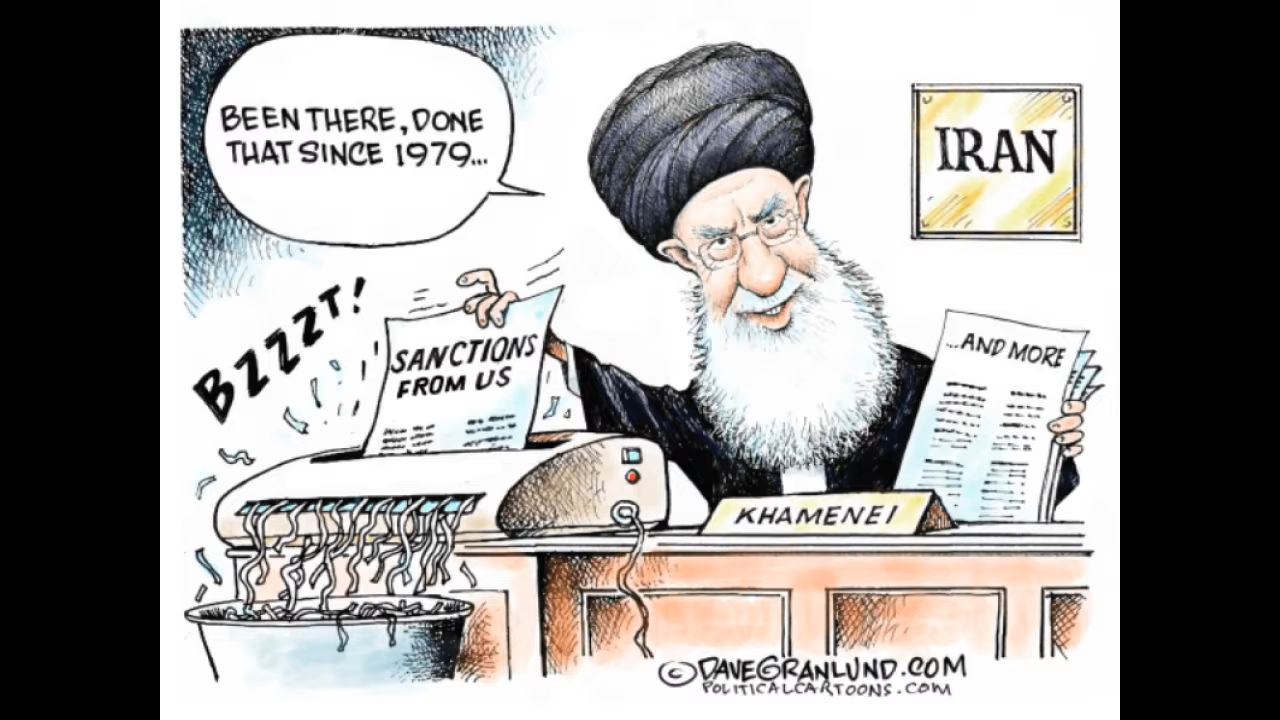 BEEN THERE, DONE
THAT SINCE 1979...
IRAN
BZZZT!
SANCTIONS
FROM US
...AND MORE
KHAMENEI
© DAVEGRANLUND.COM
POLITICALCARTOONS.COM